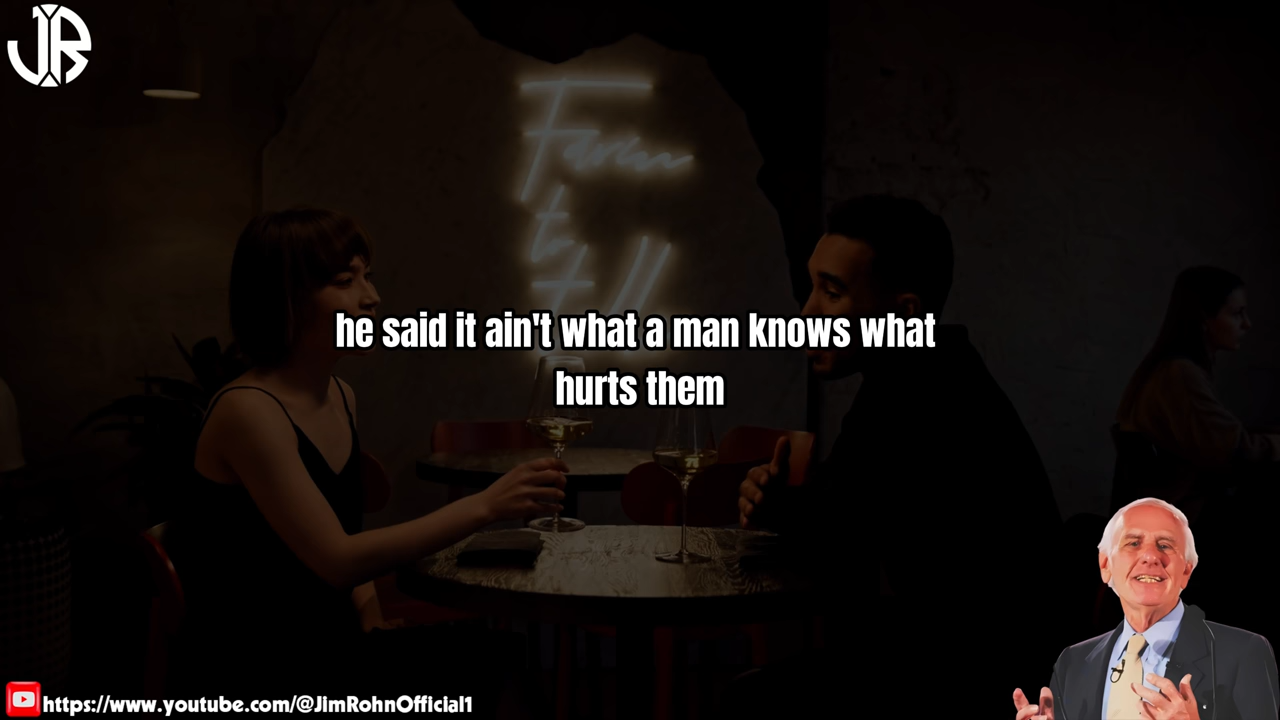 JR
he said it ain't what a man knows what
hurts them
https://www.youtube.com/@JimRohnOfficial1